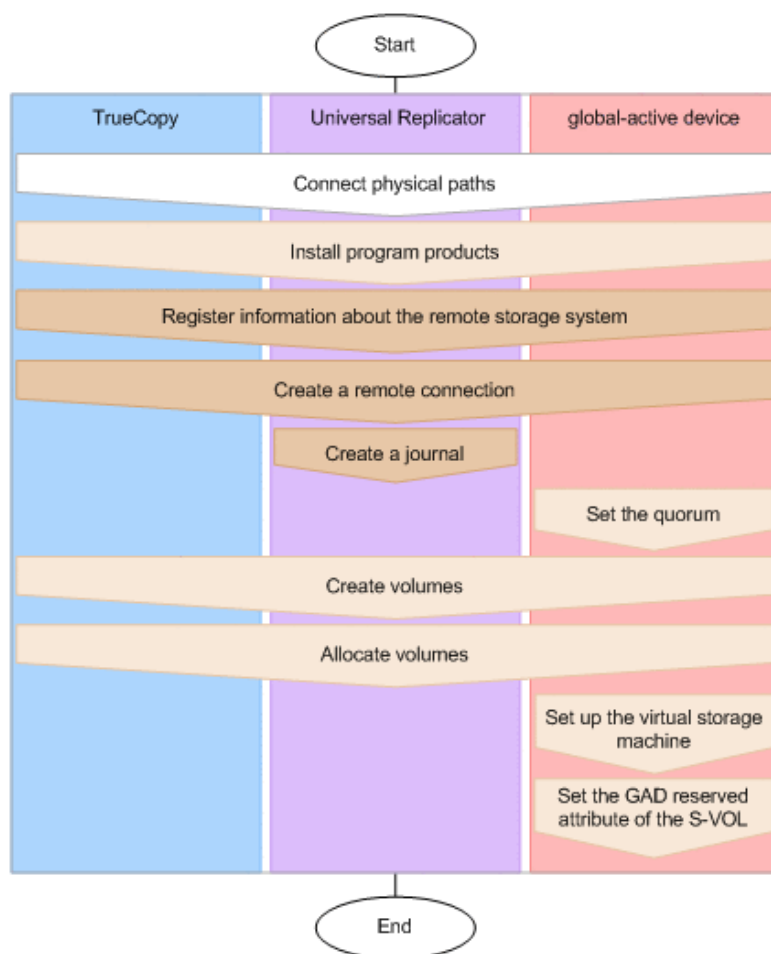 Start
TrueCopy
Universal Replicator
global-active device
Connect physical paths
Install program products
Register information about the remote storage system
Create a remote connection
Create a journal
Set the quorum
Create volumes
Allocate volumes
Set up the virtual storage
machine
Set the GAD reserved
attribute of the S-VOL
End